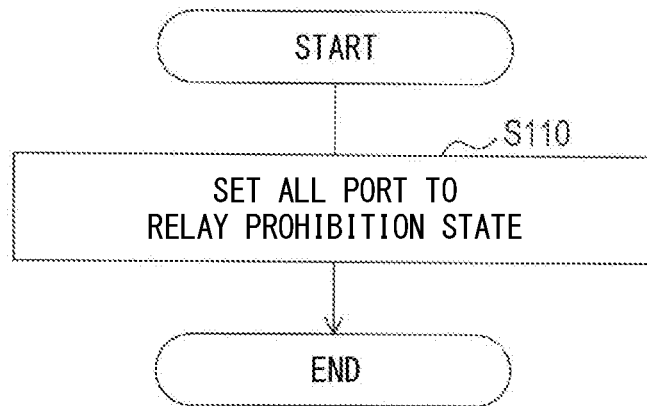 START
S110
SET ALL PORT TO
RELAY PROHIBITION STATE
END